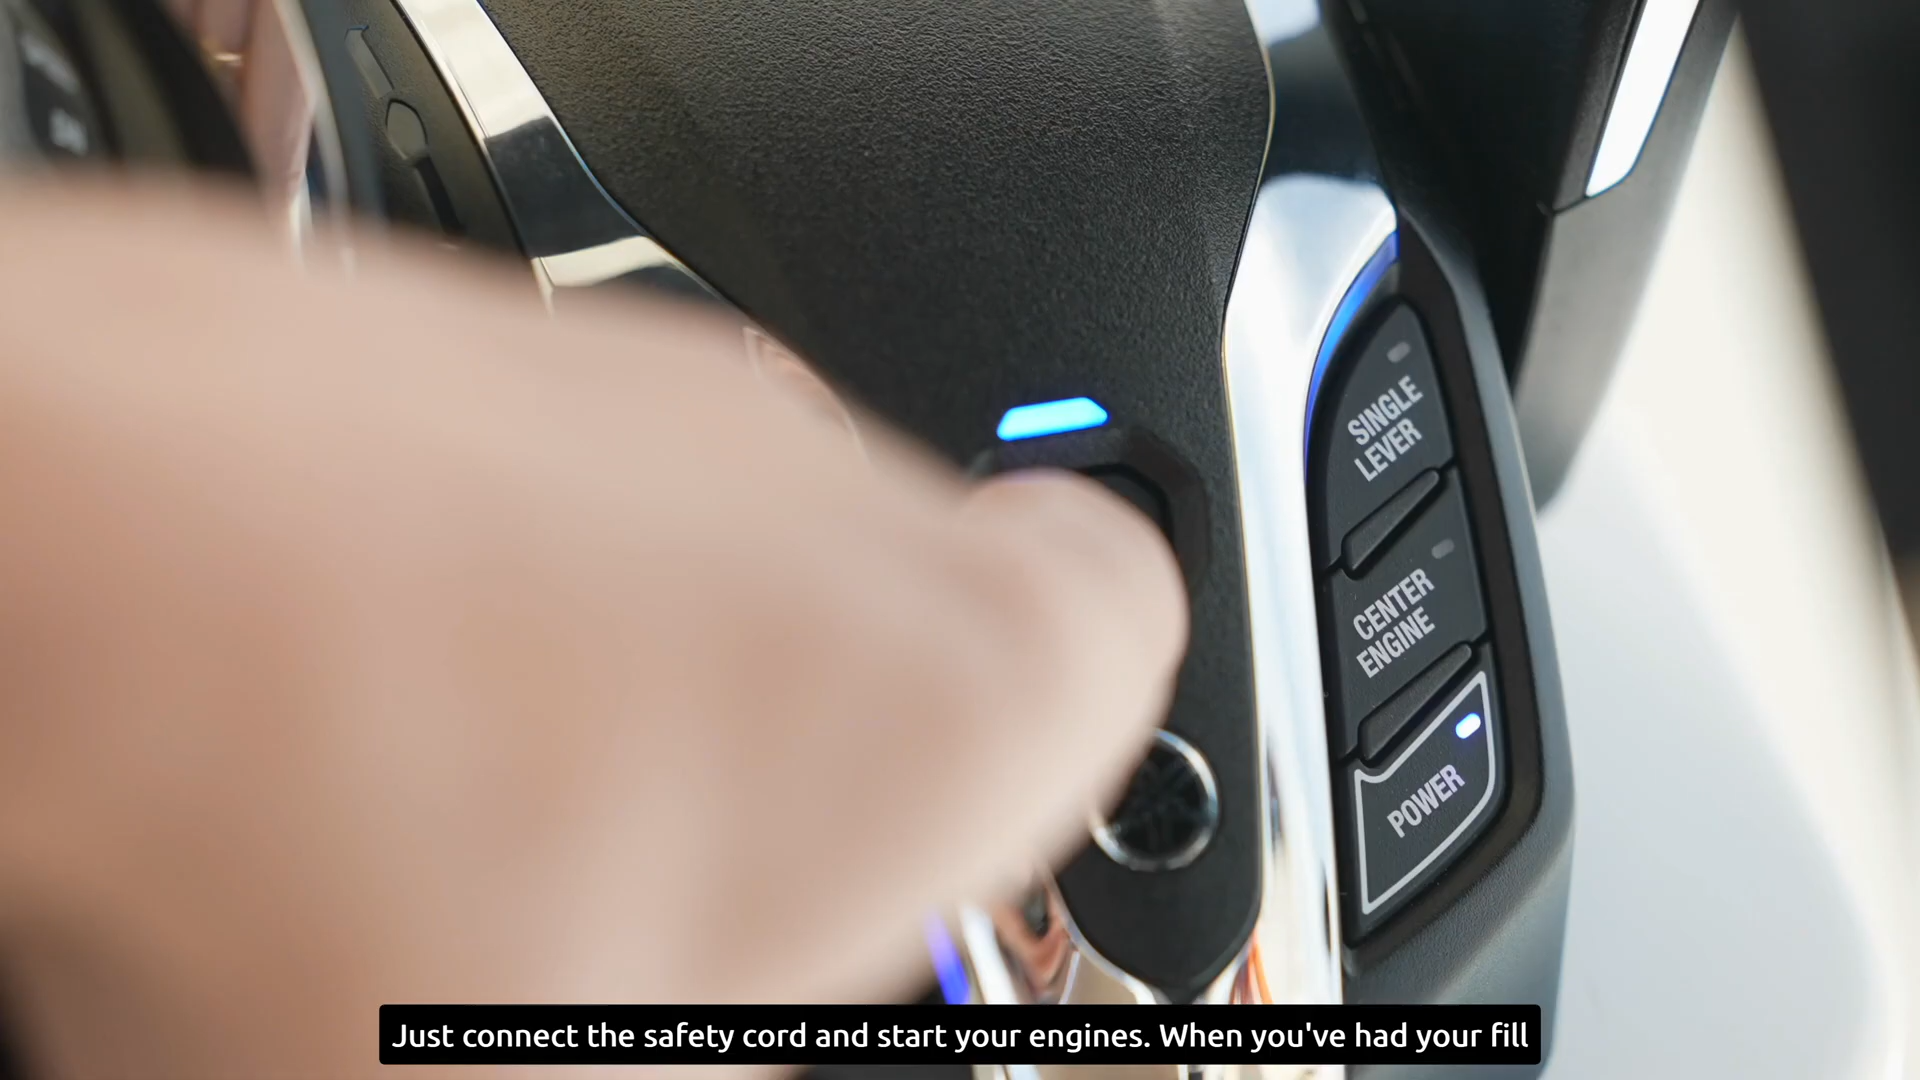 SINGLE
LEVER
CENTER
ENGINE
POWER
Just connect the safety cord and start your engines. When you've had your fill